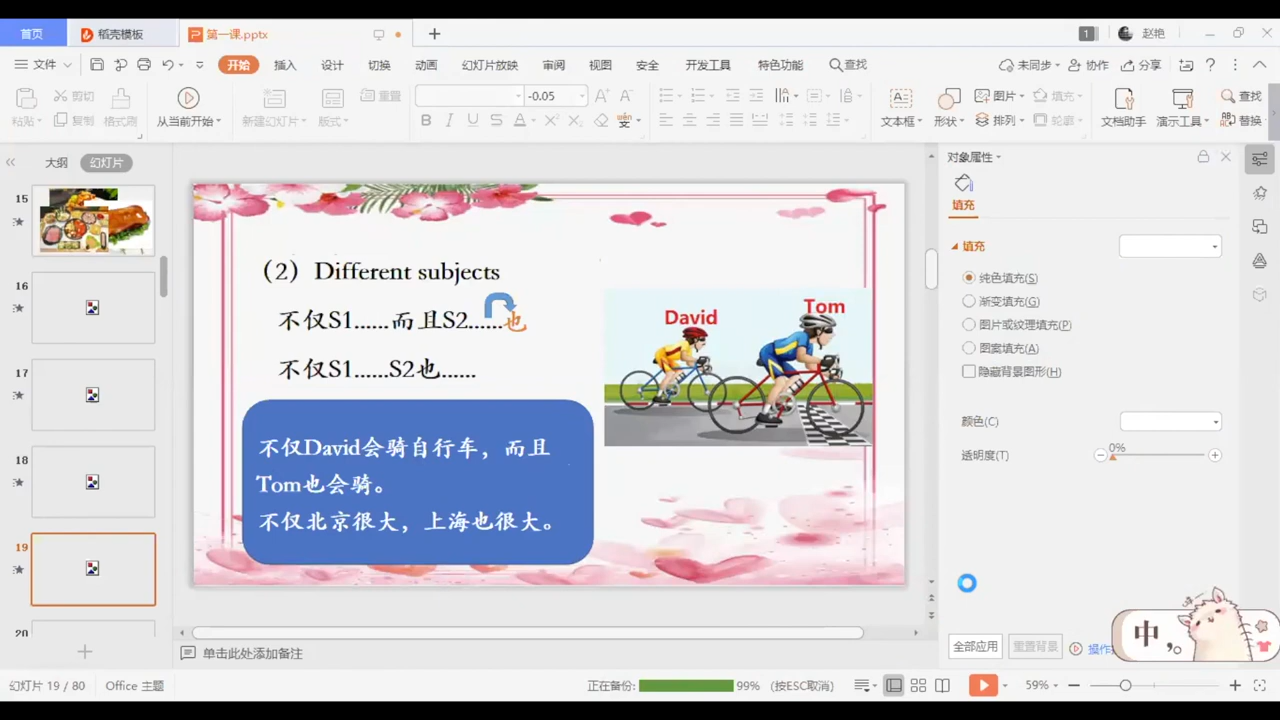 首页
稻壳模板
第一课.pptx
1
赵艳
文件
开始
插入
设计
切换
动画
幻灯片放映
审阅
视图
安全
开发工具
特色功能
查找
未同步
协作
分享
粘贴
剪切
复制
格式刷
从当前开始
新建幻灯片
版式
重置
-0.05
文本框
形状
图片
排列
填充
轮廓
文档助手
演示工具
查找
替换
大纲
幻灯片
15
16
17
18
19
20
（2）Different subjects
不仅S1......而且S2......也
不仅S1......S2也......
不仅David会骑自行车，而且
Tom也会骑。
不仅北京很大，上海也很大。
David
Tom
对象属性
填充
填充
纯色填充(S)
渐变填充(G)
图片或纹理填充(P)
图案填充(A)
隐藏背景图形(H)
颜色(C)
透明度(T)
0%
全部应用
重置背景
中
单击此处添加备注
幻灯片 19 / 80
Office 主题
正在备份:
99%
(按ESC取消)
59%